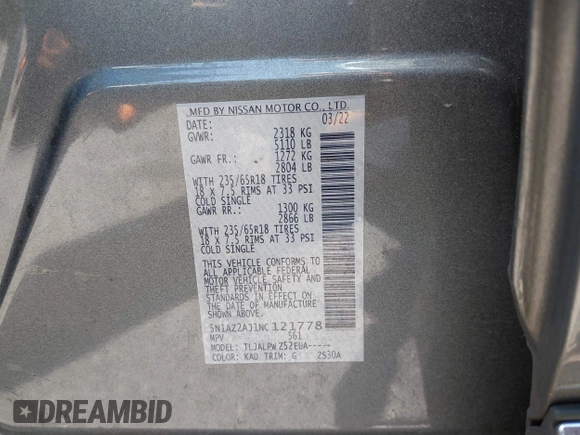 MFD BY NISSAN MOTOR CO., LTD.
DATE: 03/22
GVWR: 2318 KG
5110 LB
GAWR FR.: 1272 KG
2804 LB
WITH 235/65R18 TIRES
18 X 7.5 RIMS AT 33 PSI
COLD SINGLE
GAWR RR.: 1300 KG
2866 LB
WITH 235/65R18 TIRES
18 X 7.5 RIMS AT 33 PSI
COLD SINGLE
THIS VEHICLE CONFORMS TO
ALL APPLICABLE FEDERAL
MOTOR VEHICLE SAFETY AND
THEFT PREVENTION
STANDARDS IN EFFECT ON
THE DATE OF MANUFACTURE
SHOWN ABOVE.
5N1AZ2AJ1NC121778
MPV 561
MODEL: TLJALPWZ52EUA-----
COLOR: KAD TRIM: G 2S30A
DREAMBID